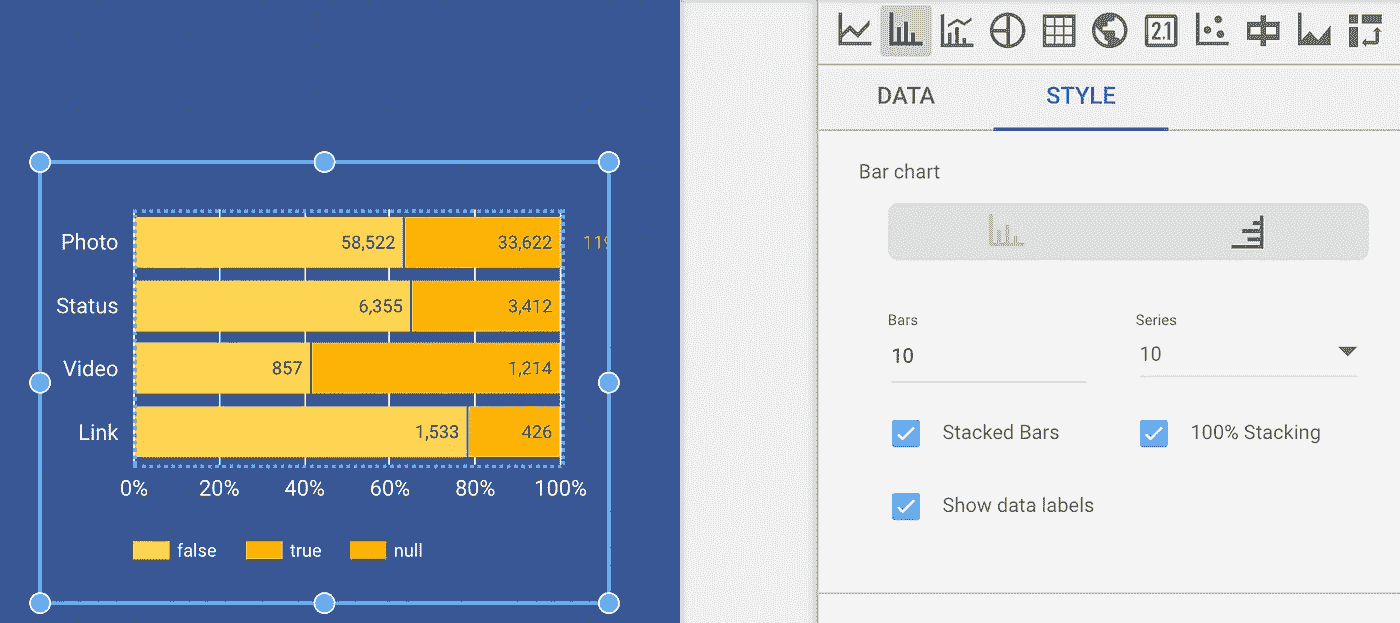 2.1
DATA STYLE
Bar chart
Photo 58,522 33,622
Status 6,355 3,412
Video 857 1,214
Link 1,533 426
0% 20% 40% 60% 80% 100%
false true null
Bars Series
10 10
Stacked Bars 100% Stacking
Show data labels